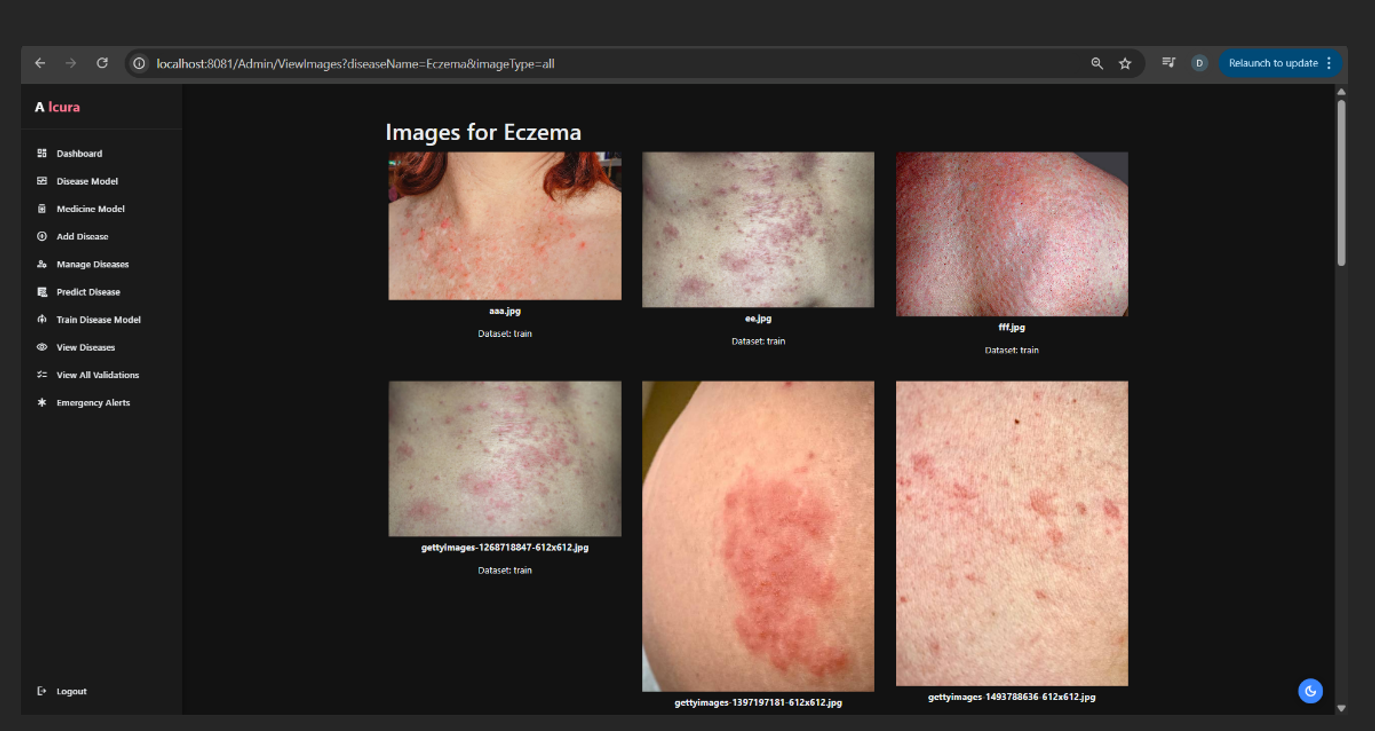 localhost:8081/Admin/ViewImages?diseaseName=Eczema&imageType=all
D
Relaunch to update
A Icura
Dashboard
Disease Model
Medicine Model
Add Disease
Manage Diseases
Predict Disease
Train Disease Model
View Diseases
View All Validations
Emergency Alerts
Logout
Images for Eczema
aaa.jpg
Dataset: train
ee.jpg
Dataset: train
fff.jpg
Dataset: train
gettyimages-1268718847-612x612.jpg
Dataset: train
gettyimages-1397197181-612x612.jpg
gettyimages-1493788636-612x612.jpg